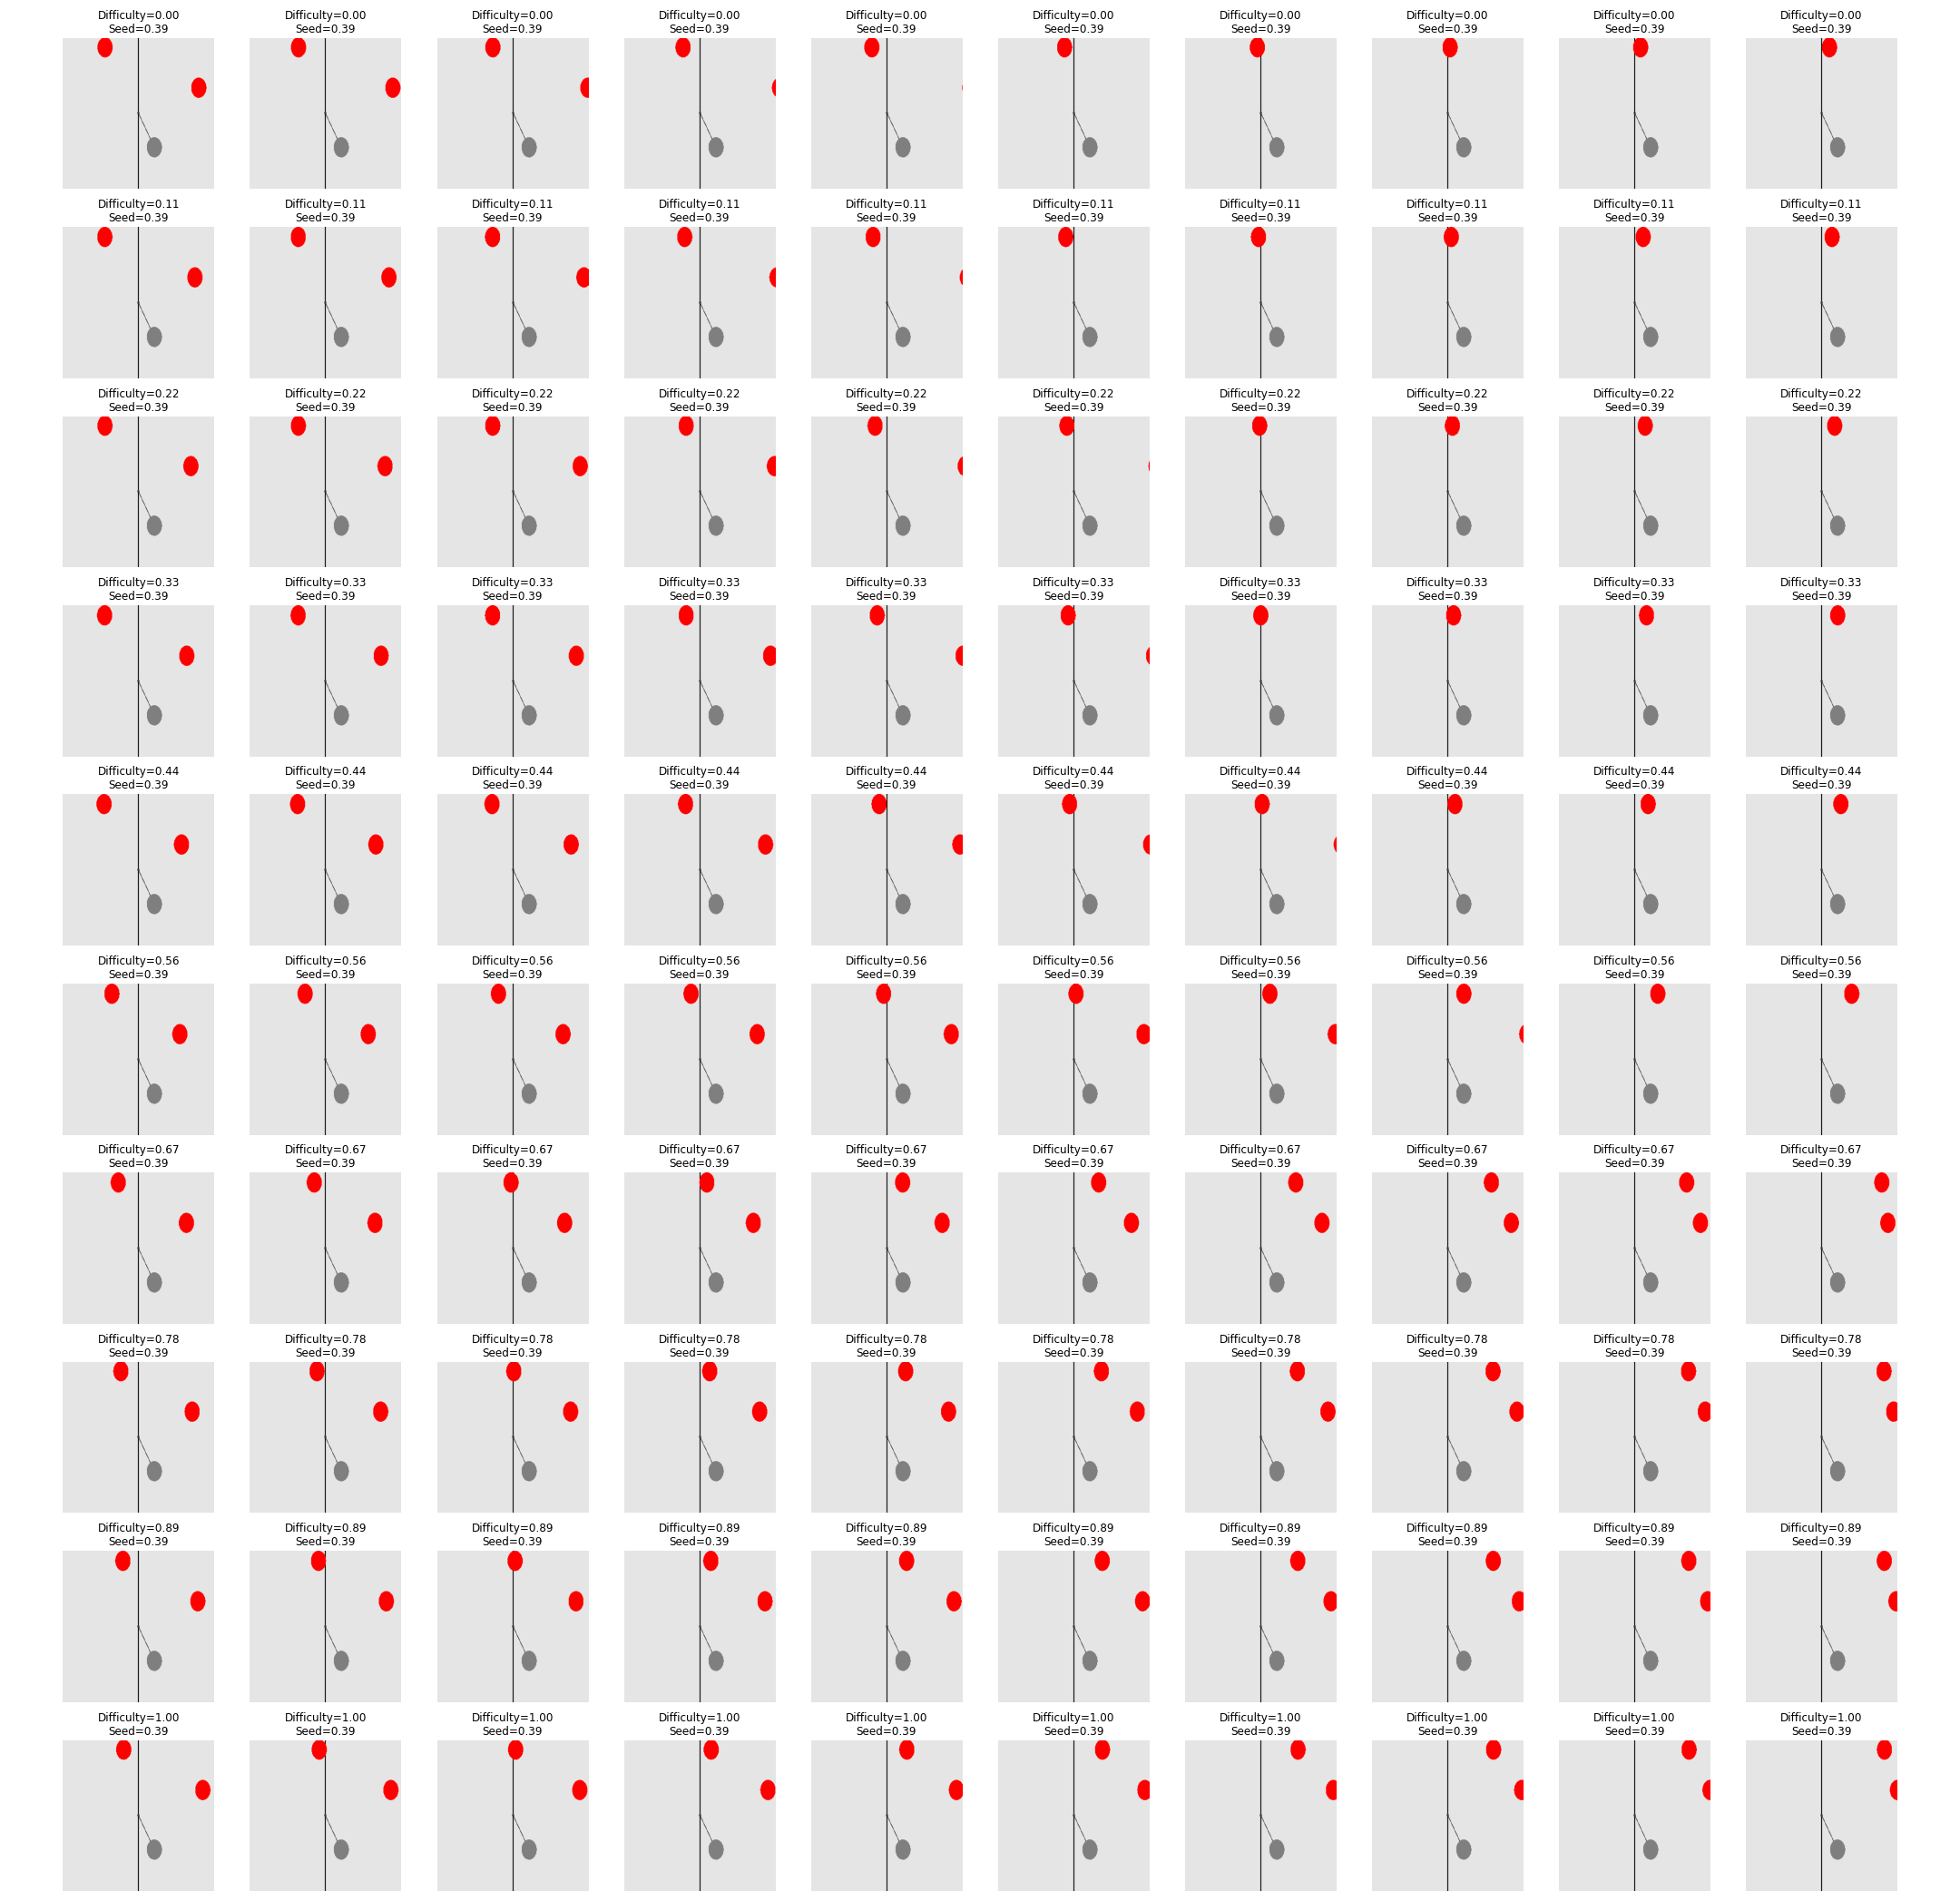 Difficulty=0.00 Difficulty=0.00 Difficulty=0.00 Difficulty=0.00 Difficulty=0.00 Difficulty=0.00 Difficulty=0.00 Difficulty=0.00 Difficulty=0.00 Difficulty=0.00
Seed=0.39 Seed=0.39 Seed=0.39 Seed=0.39 Seed=0.39 Seed=0.39 Seed=0.39 Seed=0.39 Seed=0.39 Seed=0.39
Difficulty=0.11 Difficulty=0.11 Difficulty=0.11 Difficulty=0.11 Difficulty=0.11 Difficulty=0.11 Difficulty=0.11 Difficulty=0.11 Difficulty=0.11 Difficulty=0.11
Seed=0.39 Seed=0.39 Seed=0.39 Seed=0.39 Seed=0.39 Seed=0.39 Seed=0.39 Seed=0.39 Seed=0.39 Seed=0.39
Difficulty=0.22 Difficulty=0.22 Difficulty=0.22 Difficulty=0.22 Difficulty=0.22 Difficulty=0.22 Difficulty=0.22 Difficulty=0.22 Difficulty=0.22 Difficulty=0.22
Seed=0.39 Seed=0.39 Seed=0.39 Seed=0.39 Seed=0.39 Seed=0.39 Seed=0.39 Seed=0.39 Seed=0.39 Seed=0.39
Difficulty=0.33 Difficulty=0.33 Difficulty=0.33 Difficulty=0.33 Difficulty=0.33 Difficulty=0.33 Difficulty=0.33 Difficulty=0.33 Difficulty=0.33 Difficulty=0.33
Seed=0.39 Seed=0.39 Seed=0.39 Seed=0.39 Seed=0.39 Seed=0.39 Seed=0.39 Seed=0.39 Seed=0.39 Seed=0.39
Difficulty=0.44 Difficulty=0.44 Difficulty=0.44 Difficulty=0.44 Difficulty=0.44 Difficulty=0.44 Difficulty=0.44 Difficulty=0.44 Difficulty=0.44 Difficulty=0.44
Seed=0.39 Seed=0.39 Seed=0.39 Seed=0.39 Seed=0.39 Seed=0.39 Seed=0.39 Seed=0.39 Seed=0.39 Seed=0.39
Difficulty=0.56 Difficulty=0.56 Difficulty=0.56 Difficulty=0.56 Difficulty=0.56 Difficulty=0.56 Difficulty=0.56 Difficulty=0.56 Difficulty=0.56 Difficulty=0.56
Seed=0.39 Seed=0.39 Seed=0.39 Seed=0.39 Seed=0.39 Seed=0.39 Seed=0.39 Seed=0.39 Seed=0.39 Seed=0.39
Difficulty=0.67 Difficulty=0.67 Difficulty=0.67 Difficulty=0.67 Difficulty=0.67 Difficulty=0.67 Difficulty=0.67 Difficulty=0.67 Difficulty=0.67 Difficulty=0.67
Seed=0.39 Seed=0.39 Seed=0.39 Seed=0.39 Seed=0.39 Seed=0.39 Seed=0.39 Seed=0.39 Seed=0.39 Seed=0.39
Difficulty=0.78 Difficulty=0.78 Difficulty=0.78 Difficulty=0.78 Difficulty=0.78 Difficulty=0.78 Difficulty=0.78 Difficulty=0.78 Difficulty=0.78 Difficulty=0.78
Seed=0.39 Seed=0.39 Seed=0.39 Seed=0.39 Seed=0.39 Seed=0.39 Seed=0.39 Seed=0.39 Seed=0.39 Seed=0.39
Difficulty=0.89 Difficulty=0.89 Difficulty=0.89 Difficulty=0.89 Difficulty=0.89 Difficulty=0.89 Difficulty=0.89 Difficulty=0.89 Difficulty=0.89 Difficulty=0.89
Seed=0.39 Seed=0.39 Seed=0.39 Seed=0.39 Seed=0.39 Seed=0.39 Seed=0.39 Seed=0.39 Seed=0.39 Seed=0.39
Difficulty=1.00 Difficulty=1.00 Difficulty=1.00 Difficulty=1.00 Difficulty=1.00 Difficulty=1.00 Difficulty=1.00 Difficulty=1.00 Difficulty=1.00 Difficulty=1.00
Seed=0.39 Seed=0.39 Seed=0.39 Seed=0.39 Seed=0.39 Seed=0.39 Seed=0.39 Seed=0.39 Seed=0.39 Seed=0.39